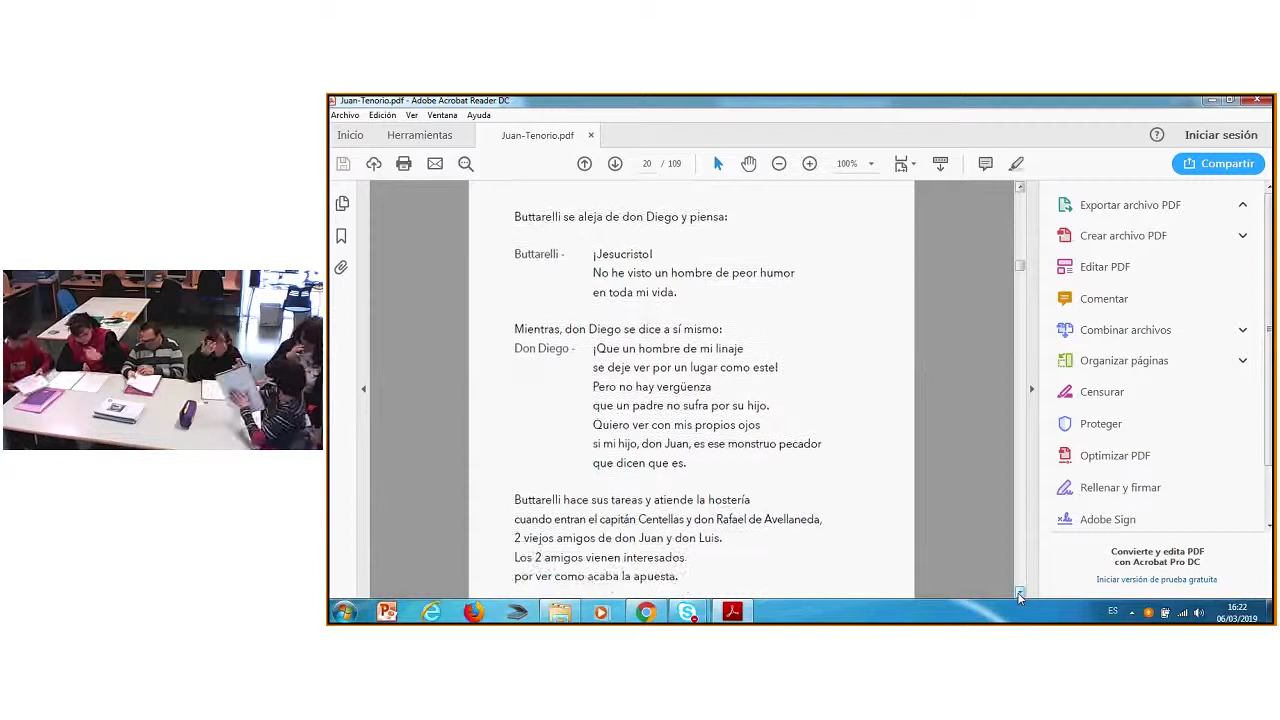 Juan-Tenorio.pdf - Adobe Acrobat Reader DC
Archivo Edición Ver Ventana Ayuda
Inicio Herramientas Juan-Tenorio.pdf × Iniciar sesión
20 / 109 100% Compartir
Buttarelli se aleja de don Diego y piensa:
Buttarelli - ¡Jesucristo!
No he visto un hombre de peor humor
en toda mi vida.
Mientras, don Diego se dice a sí mismo:
Don Diego - ¡Que un hombre de mi linaje
se deje ver por un lugar como este!
Pero no hay vergüenza
que un padre no sufra por su hijo.
Quiero ver con mis propios ojos
si mi hijo, don Juan, es ese monstruo pecador
que dicen que es.
Buttarelli hace sus tareas y atiende la hostería
cuando entran el capitán Centellas y don Rafael de Avellaneda,
2 viejos amigos de don Juan y don Luis.
Los 2 amigos vienen interesados
por ver como acaba la apuesta.
Exportar archivo PDF
Crear archivo PDF
Editar PDF
Comentar
Combinar archivos
Organizar páginas
Censurar
Proteger
Optimizar PDF
Rellenar y firmar
Adobe Sign
Convierte y edita PDF
con Acrobat Pro DC
Iniciar versión de prueba gratuita
ES
16:22
06/03/2019